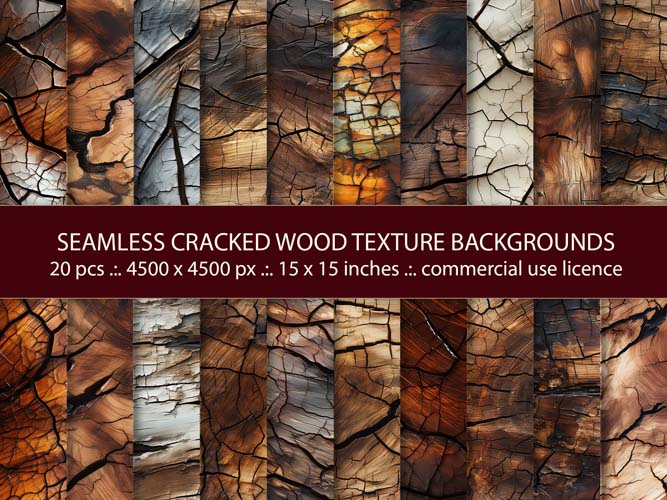 SEAMLESS CRACKED WOOD TEXTURE BACKGROUNDS
20 pcs .:. 4500 x 4500 px .:. 15 x 15 inches .:. commercial use licence